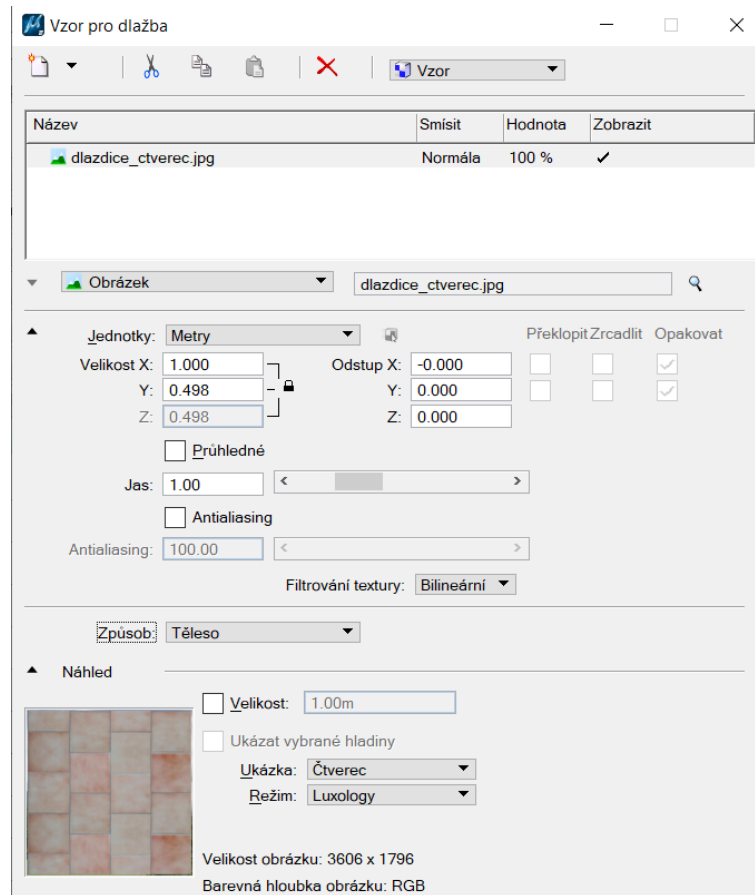 Vzor pro dlažba
Vzor
Název Smísit Hodnota Zobrazit
dlazdice_ctverec.jpg Normála 100 %
Obrázek dlazdice_ctverec.jpg
Jednotky: Metry Překlopit Zrcadlit Opakovat
Velikost X: 1.000 Odstup X: -0.000
Y: 0.498 Y: 0.000
Z: 0.498 Z: 0.000
Průhledné
Jas: 1.00
Antialiasing
Antialiasing: 100.00
Filtrování textury: Bilineární
Způsob: Těleso
Náhled
Velikost: 1.00m
Ukázat vybrané hladiny
Ukázka: Čtverec
Režim: Luxology
Velikost obrázku: 3606 x 1796
Barevná hloubka obrázku: RGB